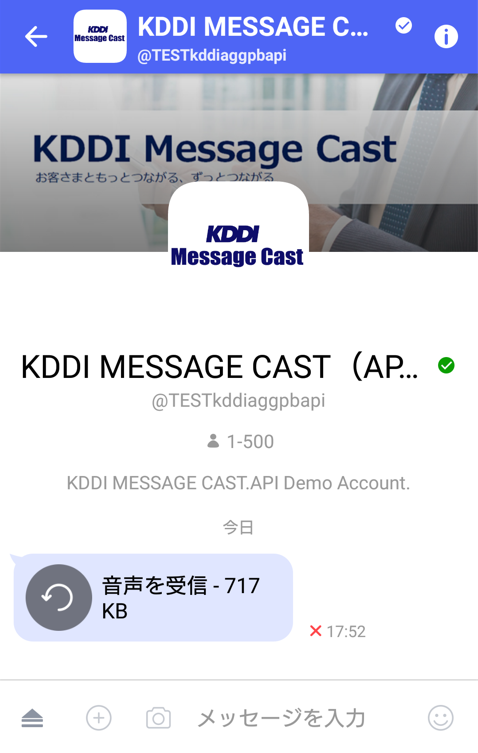 KDDI
Message Cast
KDDI MESSAGE C...
@TESTkddiaggpbapi
KDDI Message Cast
お客さまともっとつながる、ずっとつながる
KDDI
Message Cast
KDDI MESSAGE CAST（AP...
@TESTkddiaggpbapi
1-500
KDDI MESSAGE CAST.API Demo Account.
今日
音声を受信 - 717
KB
17:52
メッセージを入力